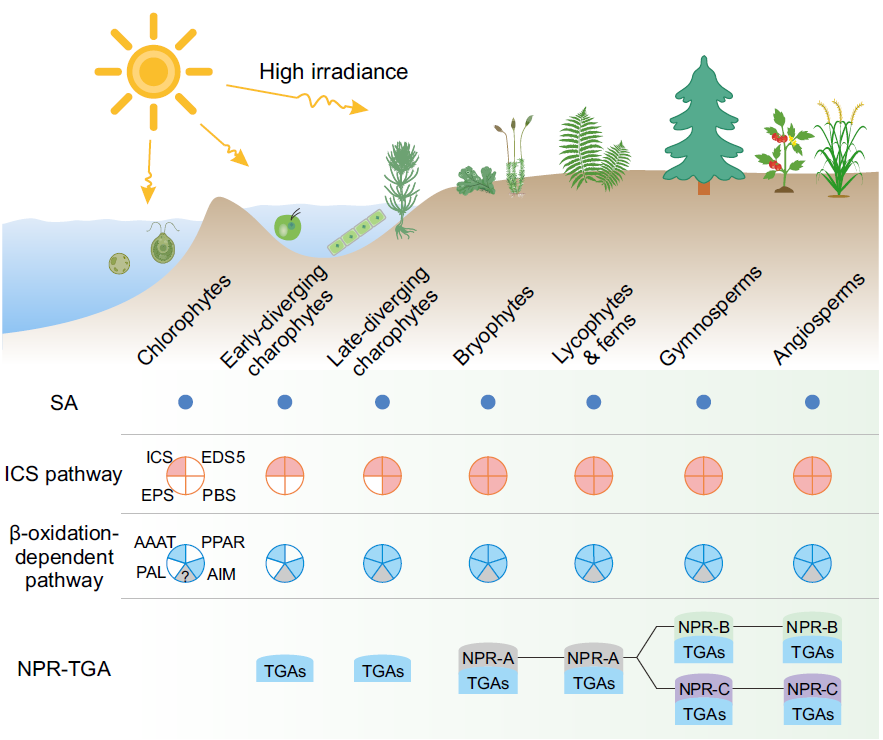 High irradiance
Chlorophytes
Early-diverging
charophytes
Late-diverging
charophytes
Bryophytes
Lycophytes
& ferns
Gymnosperms
Angiosperms
SA
ICS pathway
ICS
EDS5
EPS
PBS
β-oxidation-
dependent
pathway
AAAT
PPAR
PAL
?
AIM
NPR-TGA
TGAs
TGAs
NPR-A
TGAs
NPR-A
TGAs
NPR-B
TGAs
NPR-B
TGAs
NPR-C
TGAs
NPR-C
TGAs